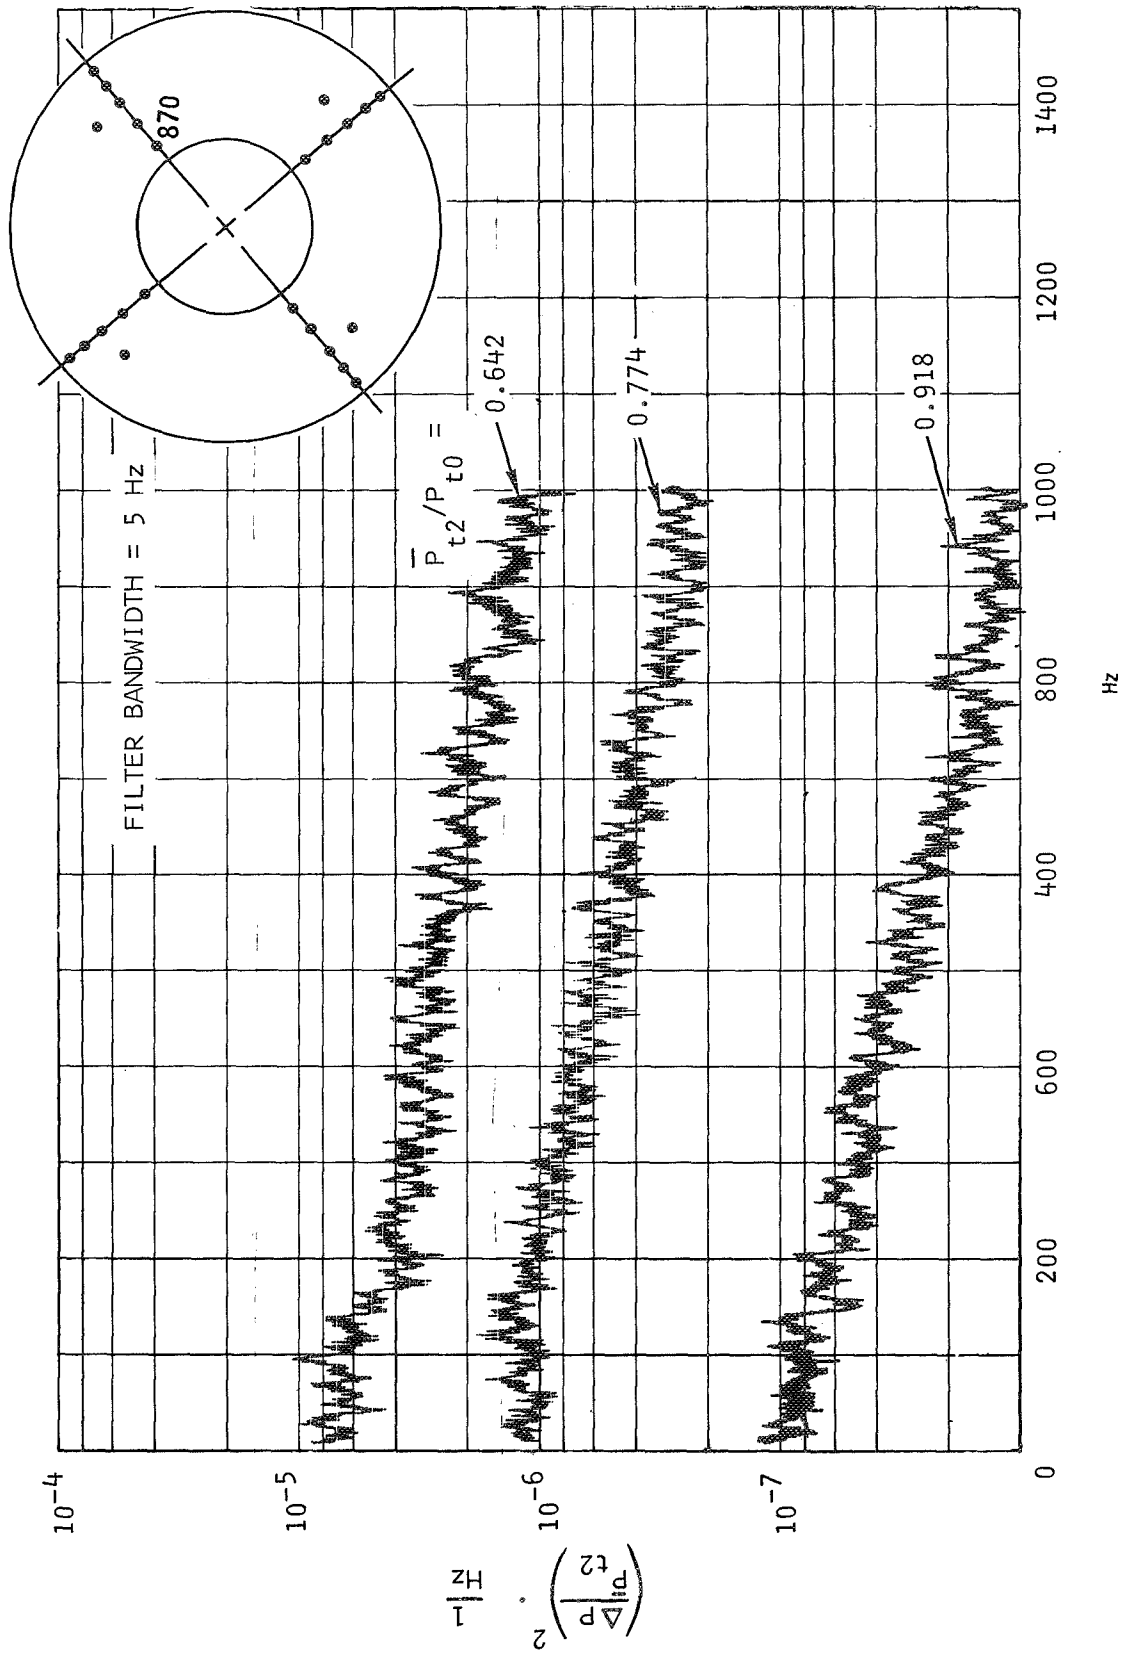 FILTER BANDWIDTH = 5 Hz
870
P̅t2/Pt0 =
0.642
0.774
0.918
10⁻⁴
10⁻⁵
10⁻⁶
10⁻⁷
(ΔP/P̿t2)² · 1/Hz
0 200 600 400 800 1000 1200 1400
Hz